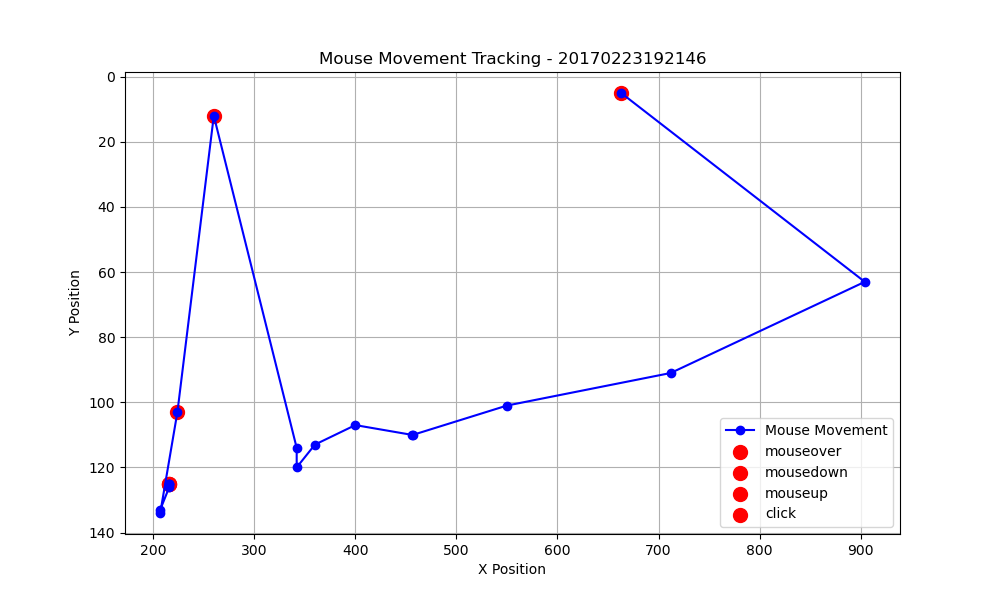 Mouse Movement Tracking - 20170223192146
0
20
40
60
80
100
120
140
Y Position
200 300 400 500 600 700 800 900
X Position
Mouse Movement
mouseover
mousedown
mouseup
click